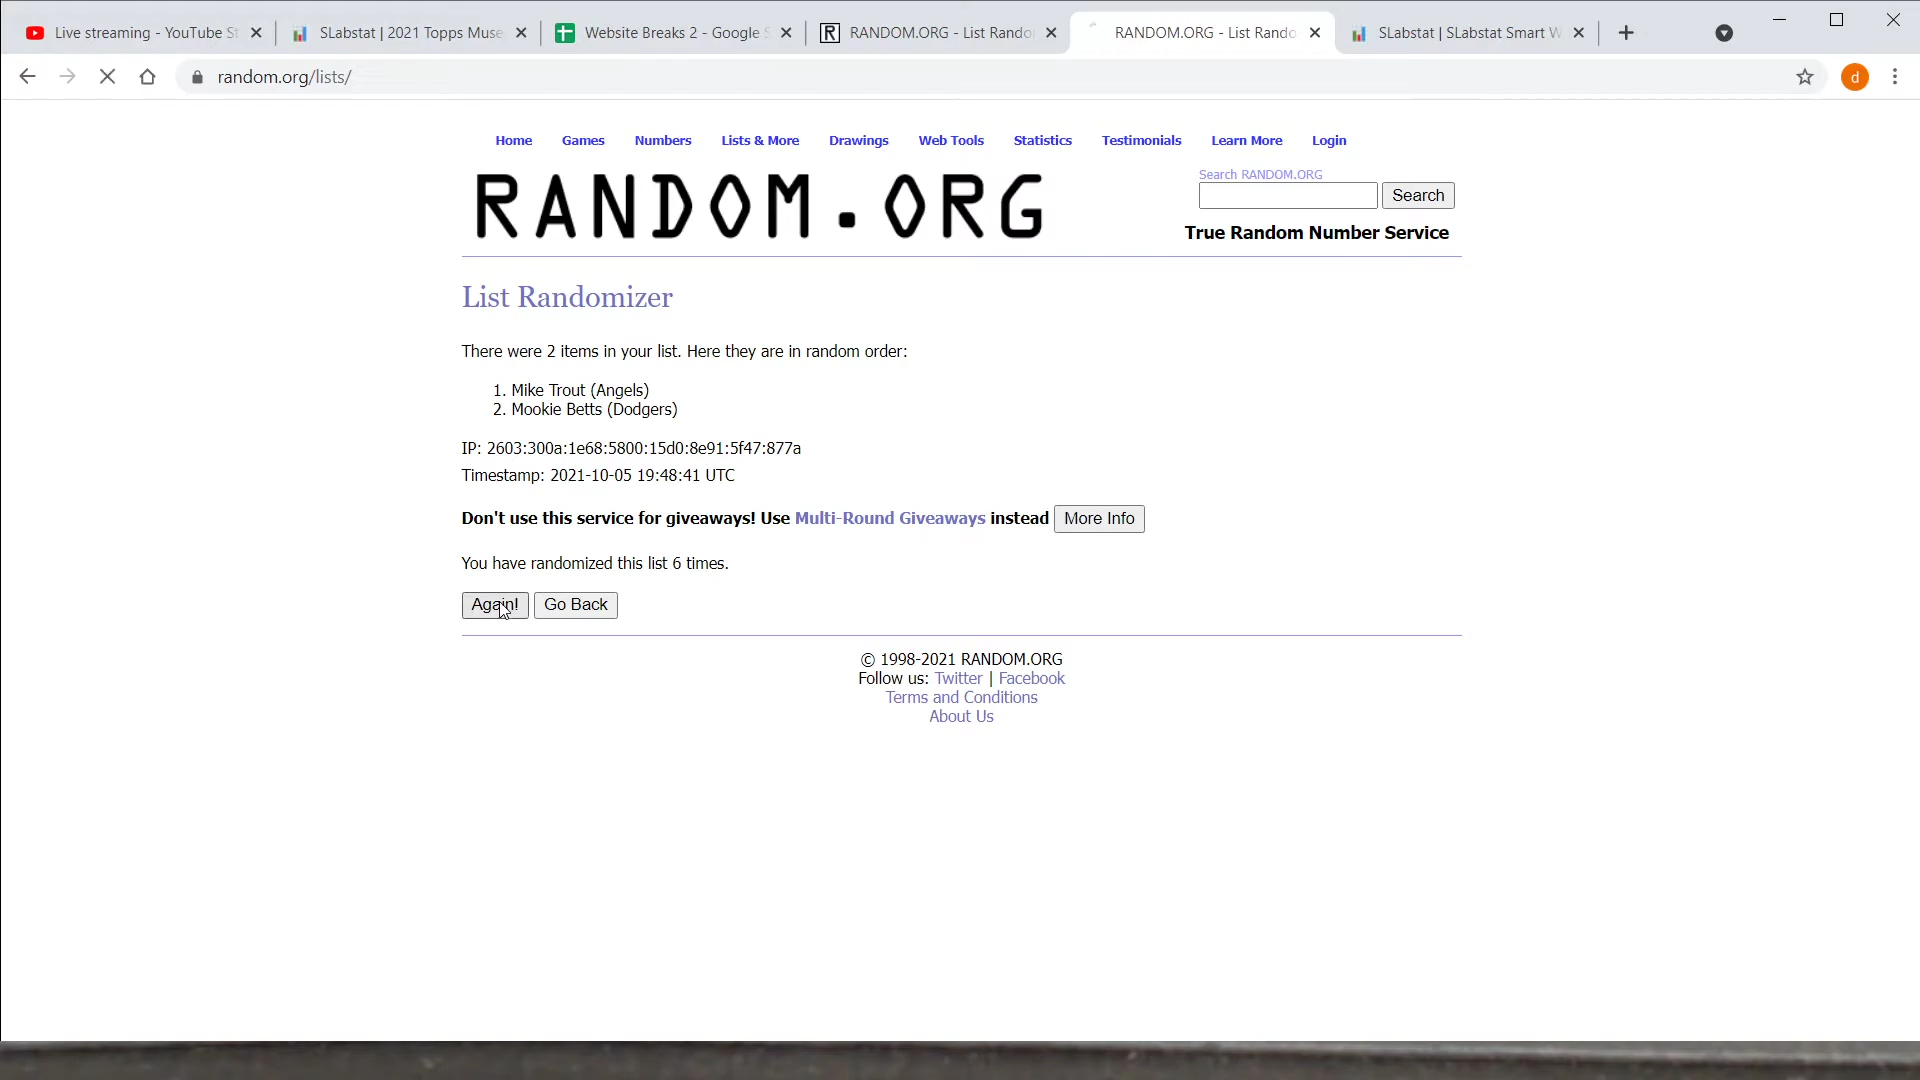 Live streaming - YouTube St
SLabstat | 2021 Topps Muse
Website Breaks 2 - Google S
RANDOM.ORG - List Rando
RANDOM.ORG - List Rando
SLabstat | SLabstat Smart W
random.org/lists/
d
Home Games Numbers Lists & More Drawings Web Tools Statistics Testimonials Learn More Login
RANDOM.ORG
Search RANDOM.ORG
Search
True Random Number Service
List Randomizer
There were 2 items in your list. Here they are in random order:
1. Mike Trout (Angels)
2. Mookie Betts (Dodgers)
IP: 2603:300a:1e68:5800:15d0:8e91:5f47:877a
Timestamp: 2021-10-05 19:48:41 UTC
Don't use this service for giveaways! Use Multi-Round Giveaways instead More Info
You have randomized this list 6 times.
Again! Go Back
© 1998-2021 RANDOM.ORG
Follow us: Twitter | Facebook
Terms and Conditions
About Us